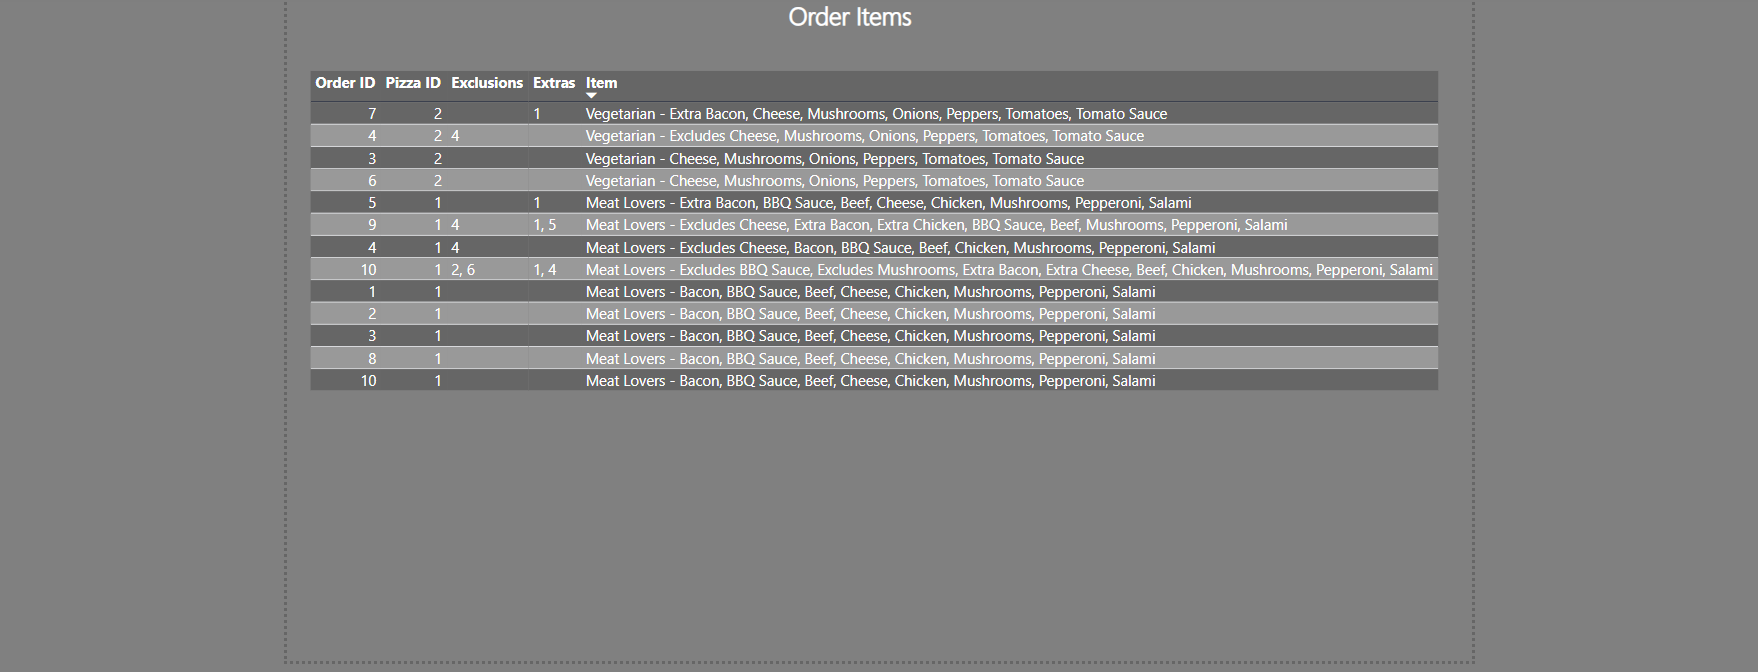 Order Items
Order ID Pizza ID Exclusions Extras Item
7 2 1 Vegetarian - Extra Bacon, Cheese, Mushrooms, Onions, Peppers, Tomatoes, Tomato Sauce
4 2 4 Vegetarian - Excludes Cheese, Mushrooms, Onions, Peppers, Tomatoes, Tomato Sauce
3 2 Vegetarian - Cheese, Mushrooms, Onions, Peppers, Tomatoes, Tomato Sauce
6 2 Vegetarian - Cheese, Mushrooms, Onions, Peppers, Tomatoes, Tomato Sauce
5 1 1 Meat Lovers - Extra Bacon, BBQ Sauce, Beef, Cheese, Chicken, Mushrooms, Pepperoni, Salami
9 1 4 1, 5 Meat Lovers - Excludes Cheese, Extra Bacon, Extra Chicken, BBQ Sauce, Beef, Mushrooms, Pepperoni, Salami
4 1 4 Meat Lovers - Excludes Cheese, Bacon, BBQ Sauce, Beef, Chicken, Mushrooms, Pepperoni, Salami
10 1 2, 6 1, 4 Meat Lovers - Excludes BBQ Sauce, Excludes Mushrooms, Extra Bacon, Extra Cheese, Beef, Chicken, Mushrooms, Pepperoni, Salami
1 1 Meat Lovers - Bacon, BBQ Sauce, Beef, Cheese, Chicken, Mushrooms, Pepperoni, Salami
2 1 Meat Lovers - Bacon, BBQ Sauce, Beef, Cheese, Chicken, Mushrooms, Pepperoni, Salami
3 1 Meat Lovers - Bacon, BBQ Sauce, Beef, Cheese, Chicken, Mushrooms, Pepperoni, Salami
8 1 Meat Lovers - Bacon, BBQ Sauce, Beef, Cheese, Chicken, Mushrooms, Pepperoni, Salami
10 1 Meat Lovers - Bacon, BBQ Sauce, Beef, Cheese, Chicken, Mushrooms, Pepperoni, Salami